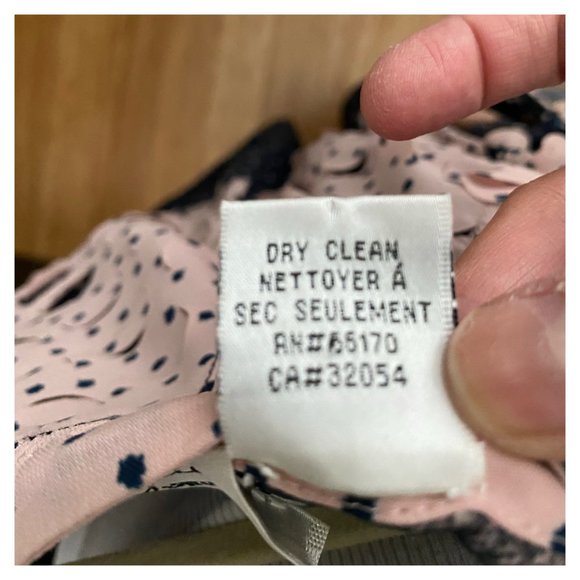 DRY CLEAN
NETTOYER Á
SEC SEULEMENT
RN#66170
CA#32054